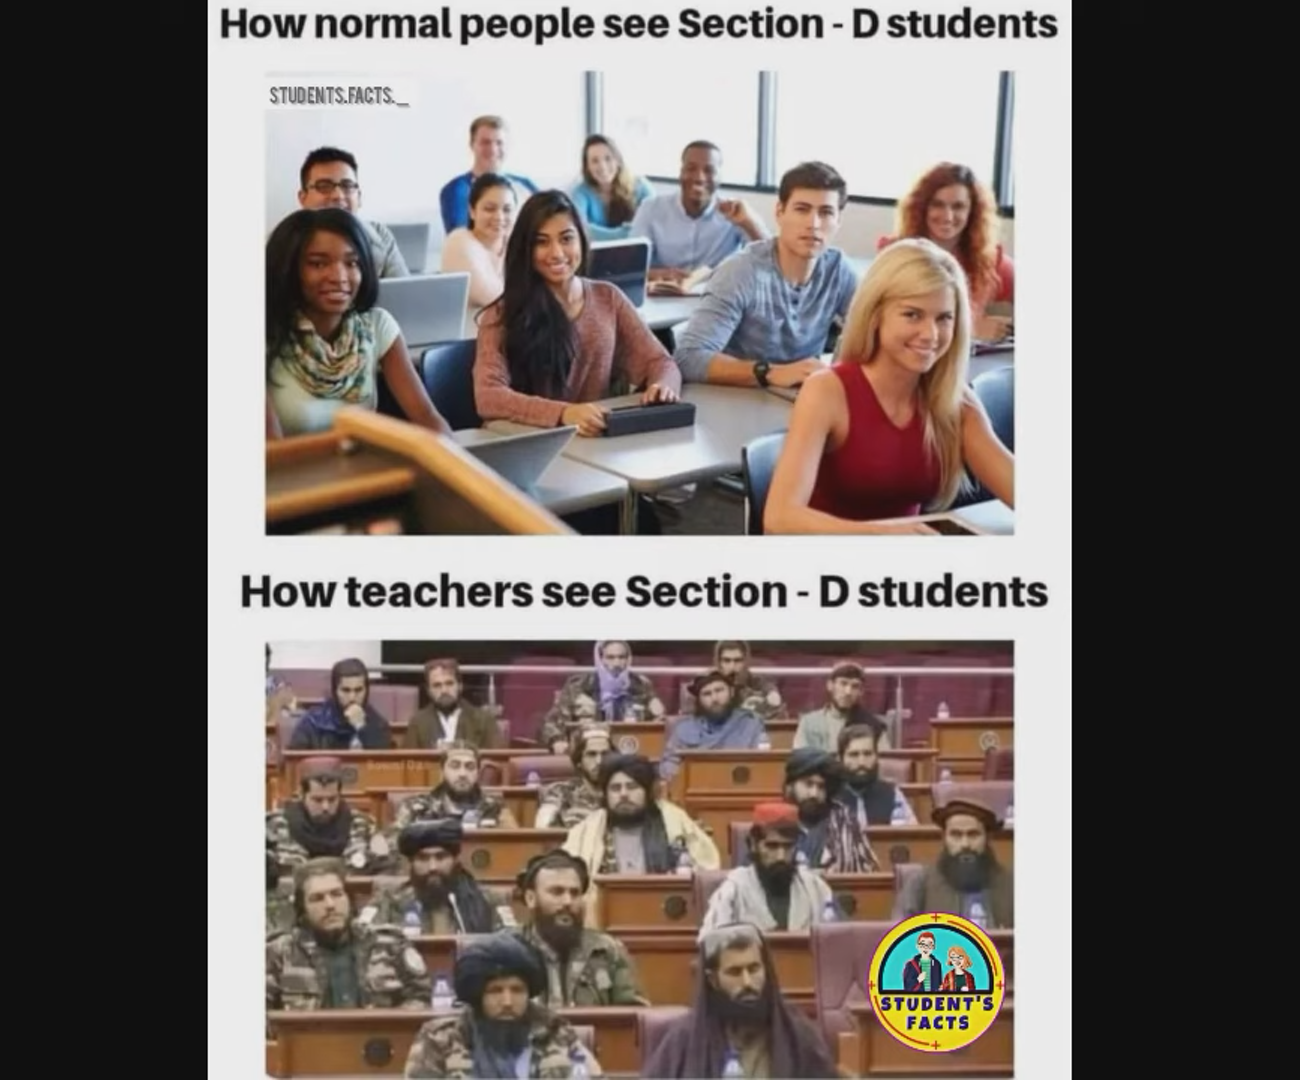 How normal people see Section - D students
STUDENTS.FACTS._
How teachers see Section - D students
STUDENT'S
FACTS